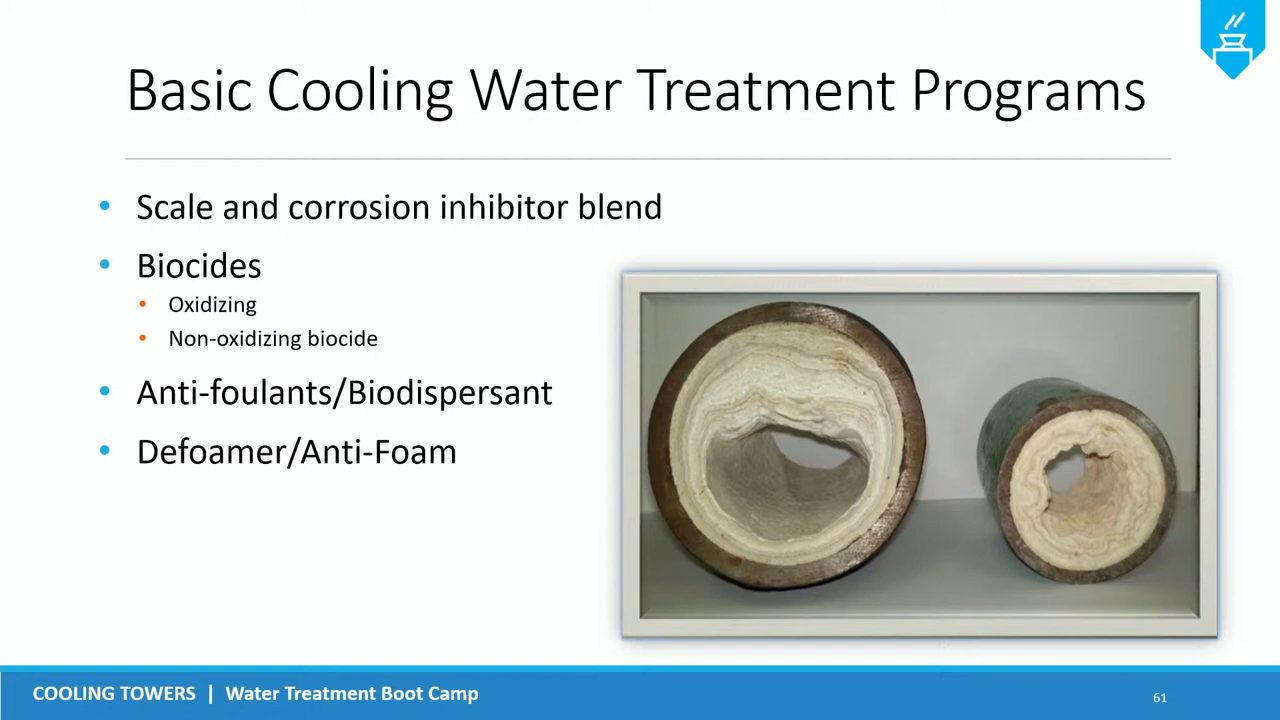 Basic Cooling Water Treatment Programs
• Scale and corrosion inhibitor blend
• Biocides
• Oxidizing
• Non-oxidizing biocide
• Anti-foulants/Biodispersant
• Defoamer/Anti-Foam
COOLING TOWERS | Water Treatment Boot Camp
61